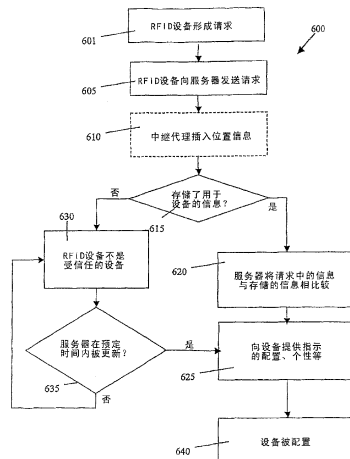 RFID设备形成请求
601
600
RFID设备向服务器发送请求
605
610
中继代理插入位置信息
否
存储了用于
设备的信息？
是
615
630
RFID设备不是
受信任的设备
620
服务器将请求中的信息
与存储的信息相比较
服务器在预定
时间内被更新？
是
635
否
向设备提供指示
的配置、个性等
625
设备被配置
640